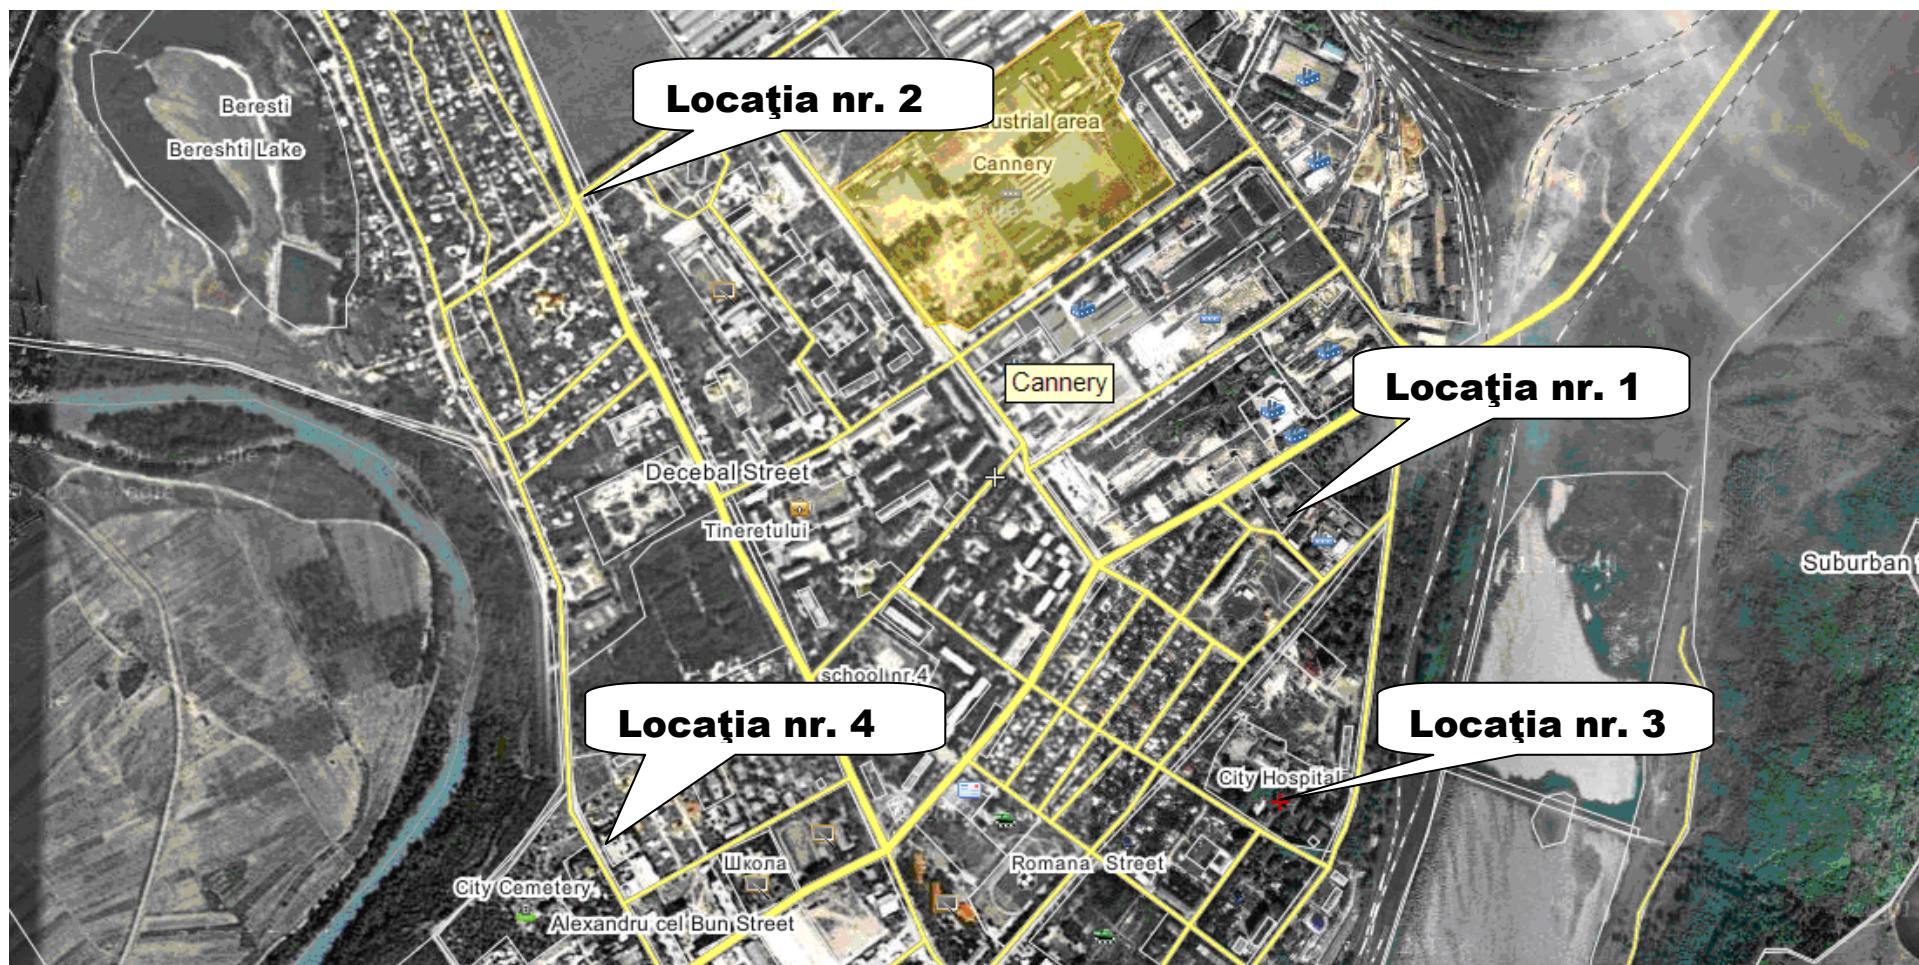 Beresti
Bereshti Lake
Locaţia nr. 2
ustrial area
Cannery
Cannery
Locaţia nr. 1
Decebal Street
Tineretului
Suburban
school nr.4
Locaţia nr. 4
Locaţia nr. 3
City Hospital
Школа
Romana Street
City Cemetery
Alexandru cel Bun Street